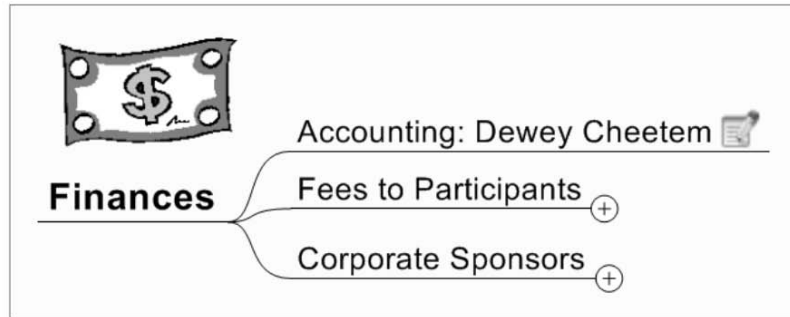 Accounting: Dewey Cheetem
Finances
Fees to Participants
Corporate Sponsors